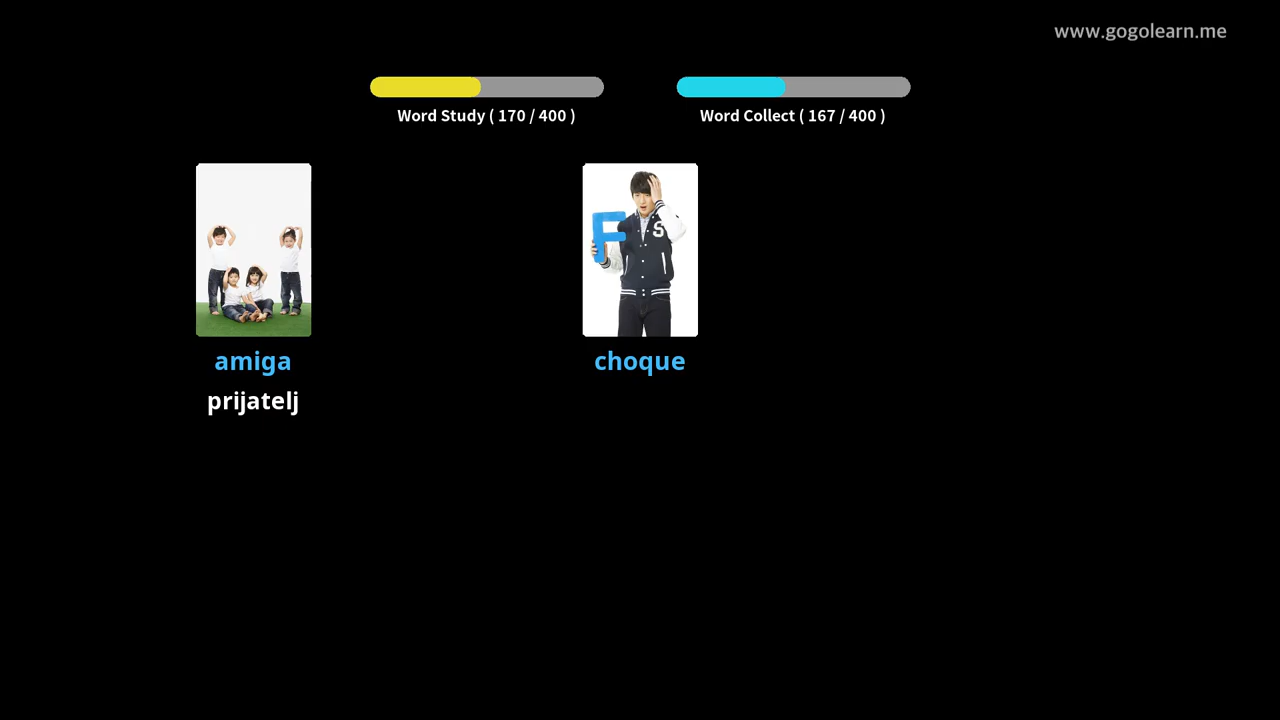 www.gogolearn.me
Word Study ( 170 / 400 )
Word Collect ( 167 / 400 )
F
S
amiga
choque
prijatelj